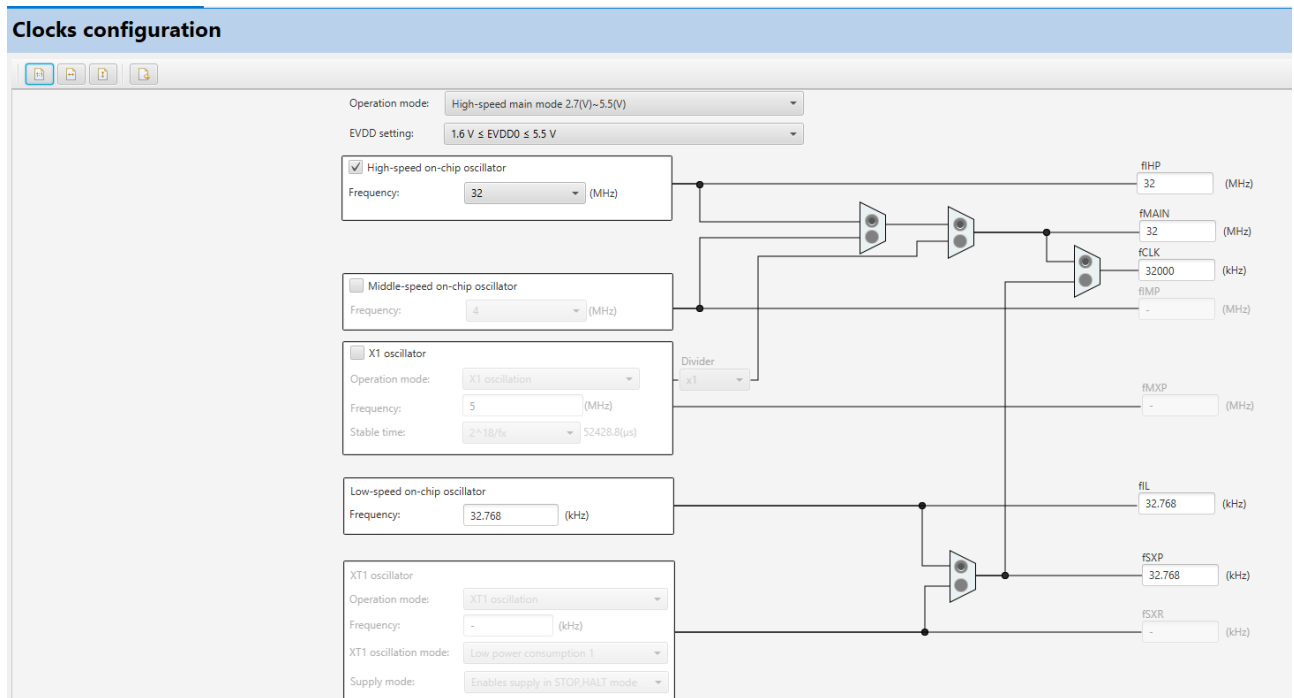 Clocks configuration
Operation mode: High-speed main mode 2.7(V)~5.5(V)
EVDD setting: 1.6 V ≤ EVDD0 ≤ 5.5 V
High-speed on-chip oscillator
Frequency: 32 (MHz)
fIHP
32 (MHz)
fMAIN
32 (MHz)
fCLK
32000 (kHz)
Middle-speed on-chip oscillator
Frequency: 4 (MHz)
fIMP
- (MHz)
X1 oscillator
Operation mode: X1 oscillation
Frequency: 5 (MHz)
Stable time: 2^18/fx 52428.8(μs)
Divider
x1
fMXP
- (MHz)
Low-speed on-chip oscillator
Frequency: 32.768 (kHz)
fIL
32.768 (kHz)
fSXP
32.768 (kHz)
XT1 oscillator
Operation mode: XT1 oscillation
Frequency: - (kHz)
XT1 oscillation mode: Low power consumption 1
Supply mode: Enables supply in STOP,HALT mode
fSXR
- (kHz)